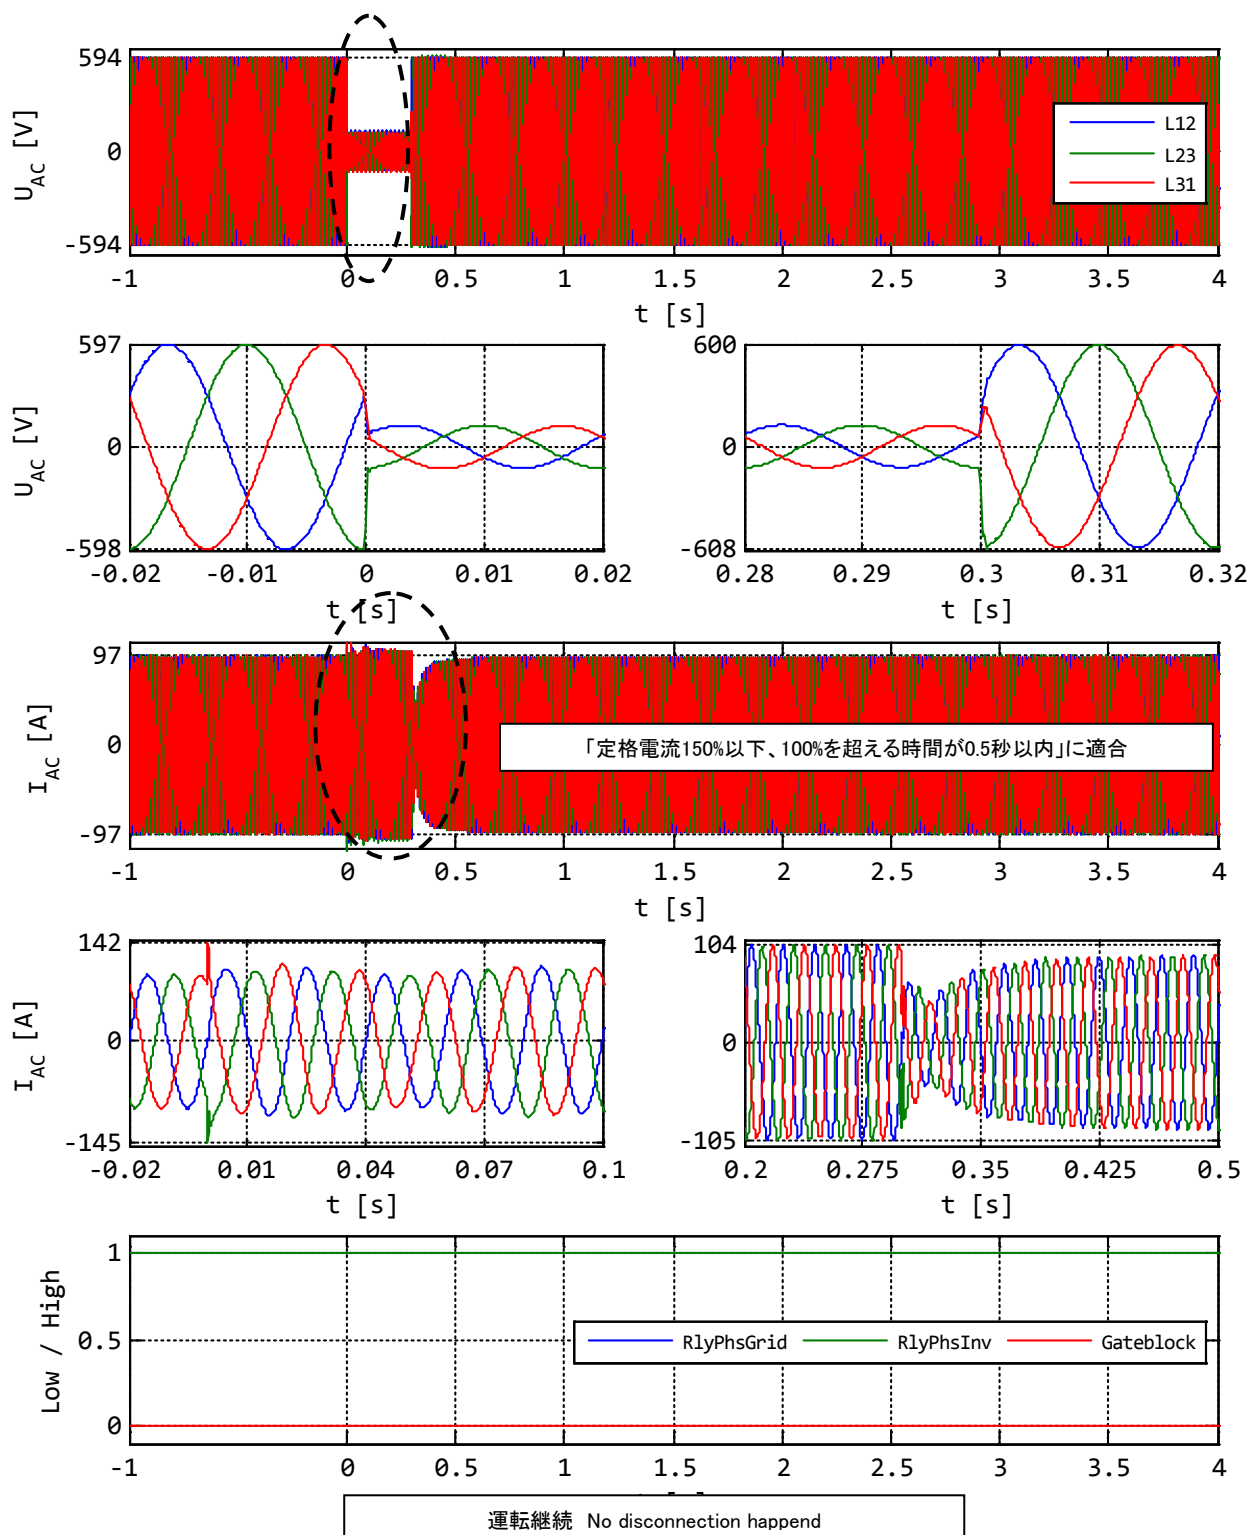 594
0
-594
U_AC [V]
L12
L23
L31
-1 0 0.5 1 1.5 2 2.5 3 3.5 4
t [s]
597
0
-598
U_AC [V]
-0.02 -0.01 0 0.01 0.02
t [s]
600
0
-608
0.28 0.29 0.3 0.31 0.32
t [s]
97
0
-97
I_AC [A]
「定格電流150%以下、100%を超える時間が0.5秒以内」に適合
-1 0 0.5 1 1.5 2 2.5 3 3.5 4
t [s]
142
0
-145
I_AC [A]
-0.02 0.01 0.04 0.07 0.1
t [s]
104
0
-105
0.2 0.275 0.35 0.425 0.5
t [s]
1
0.5
0
Low / High
RlyPhsGrid RlyPhsInv Gateblock
-1 0 0.5 1 1.5 2 2.5 3 3.5 4
運転継続 No disconnection happend